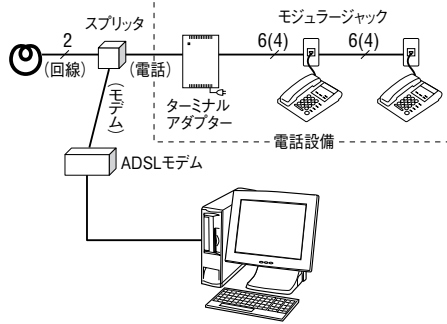 スプリッタ
モジュラージャック
2
6(4)
6(4)
(回線)
(電話)
(モデム)
ターミナル
アダプター
電話設備
ADSLモデム